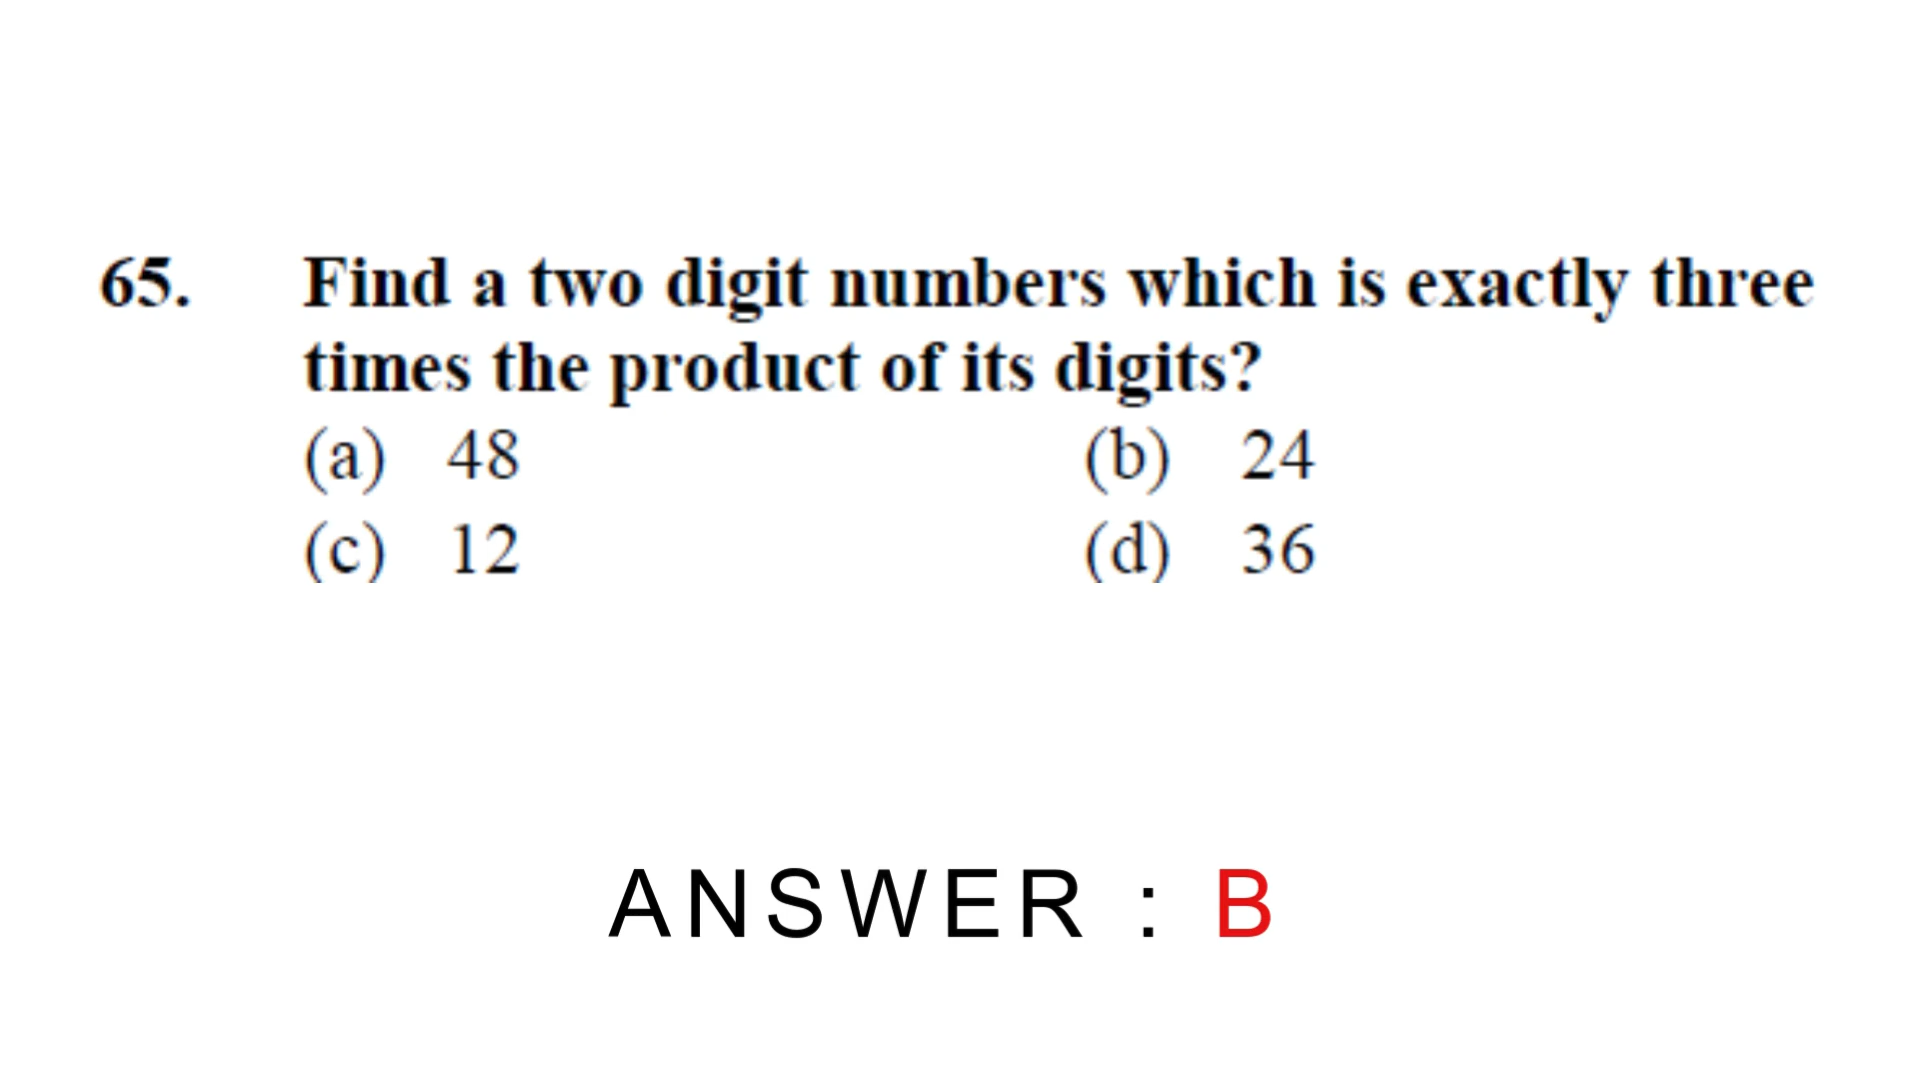 65. Find a two digit numbers which is exactly three
times the product of its digits?
(a) 48 (b) 24
(c) 12 (d) 36
ANSWER : B